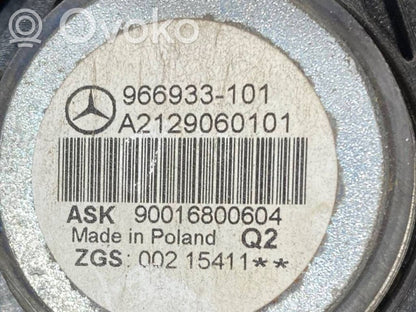 Ovoko
966933-101
A2129060101
ASK 90016800604
Made in Poland Q2
ZGS: 002 15411**